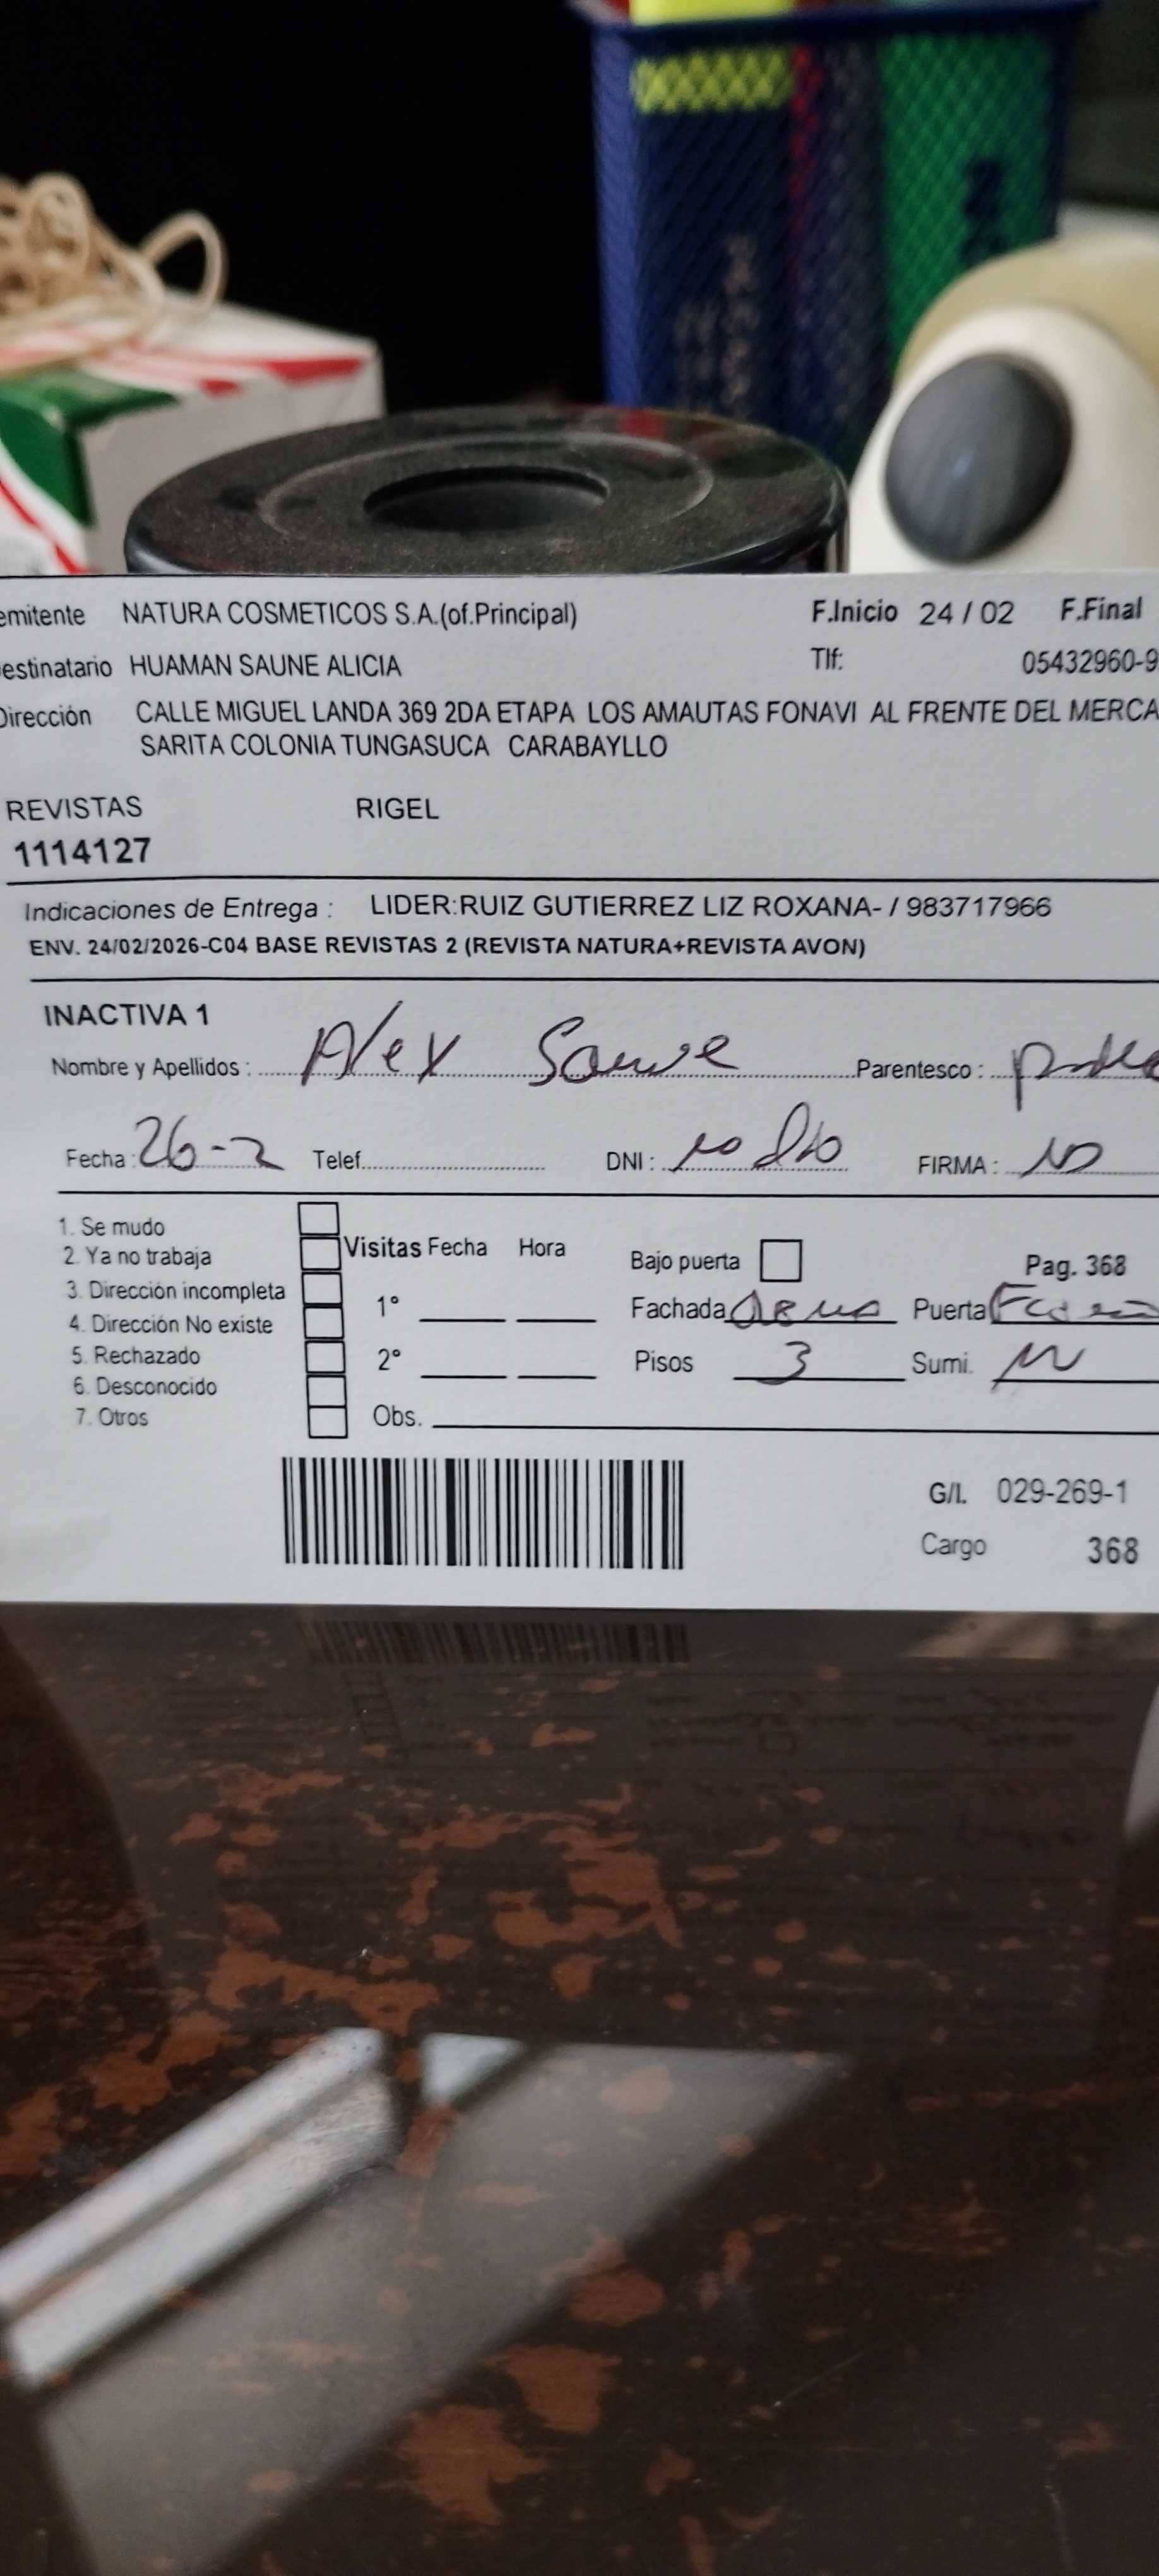 emitente NATURA COSMETICOS S.A.(of.Principal) F.Inicio 24 / 02 F.Final
estinatario HUAMAN SAUNE ALICIA Tlf: 05432960-9
Dirección CALLE MIGUEL LANDA 369 2DA ETAPA LOS AMAUTAS FONAVI AL FRENTE DEL MERCA
SARITA COLONIA TUNGASUCA CARABAYLLO
REVISTAS RIGEL
1114127
Indicaciones de Entrega : LIDER:RUIZ GUTIERREZ LIZ ROXANA- / 983717966
ENV. 24/02/2026-C04 BASE REVISTAS 2 (REVISTA NATURA+REVISTA AVON)
INACTIVA 1
Nombre y Apellidos : Alex Saune Parentesco :
Fecha : 26-2 Telef. DNI : no dio FIRMA : no
1. Se mudo
2. Ya no trabaja Visitas Fecha Hora Bajo puerta Pag. 368
3. Dirección incompleta 1° Fachada Puerta
4. Dirección No existe
5. Rechazado 2° Pisos 3 Sumi.
6. Desconocido
7. Otros Obs.
G/I. 029-269-1
Cargo 368